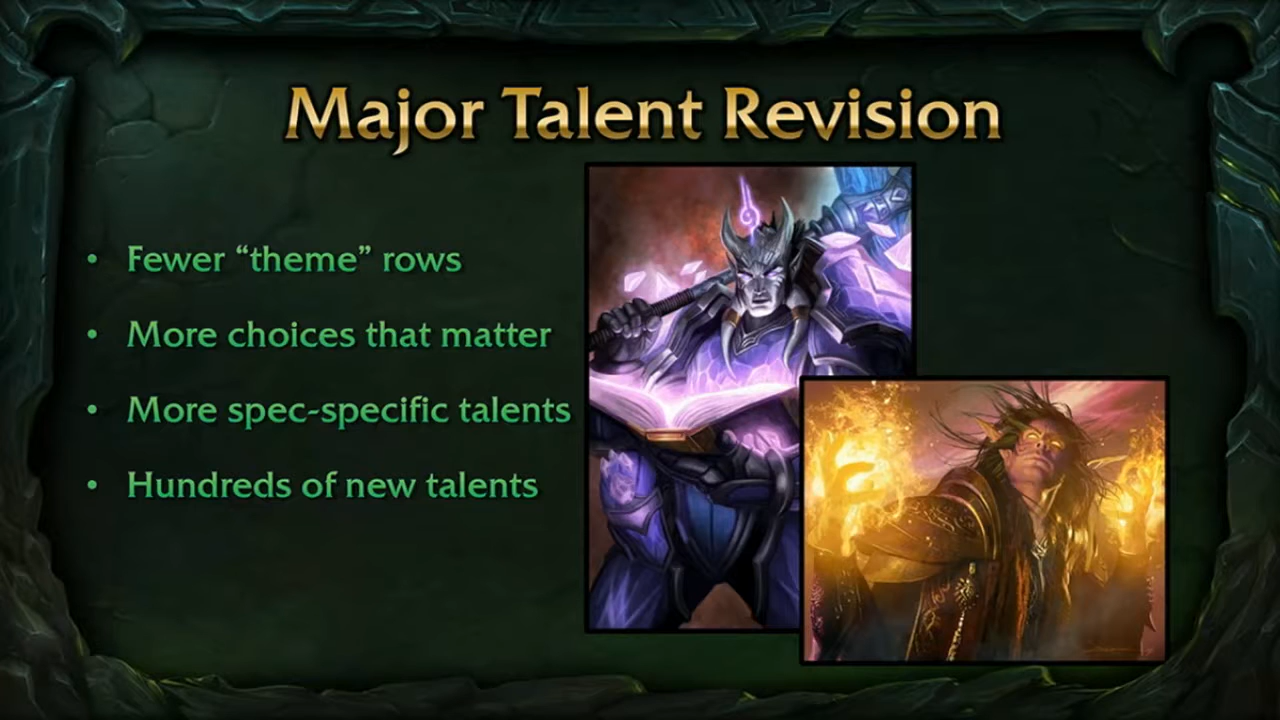 Major Talent Revision
• Fewer “theme” rows
• More choices that matter
• More spec-specific talents
• Hundreds of new talents